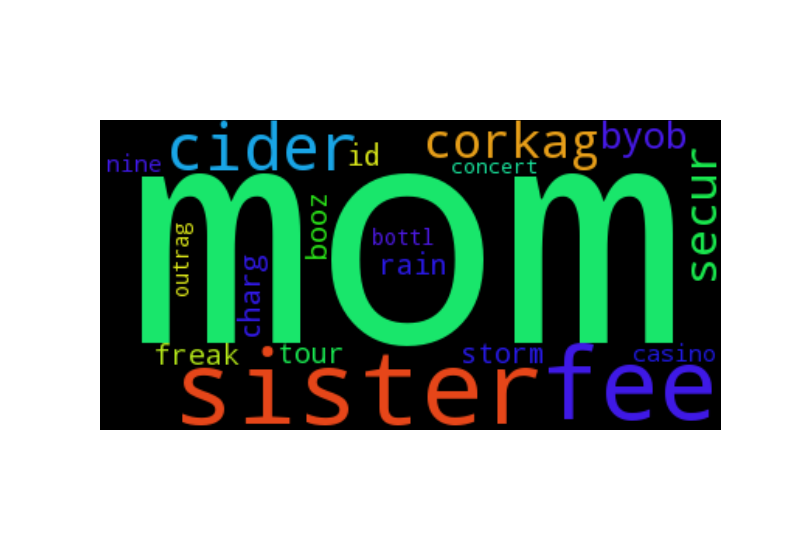 cider
id
corkag
byob
nine
concert
mom
secur
outrag
charg
booz
bottl
rain
freak
tour
storm
casino
sister
fee